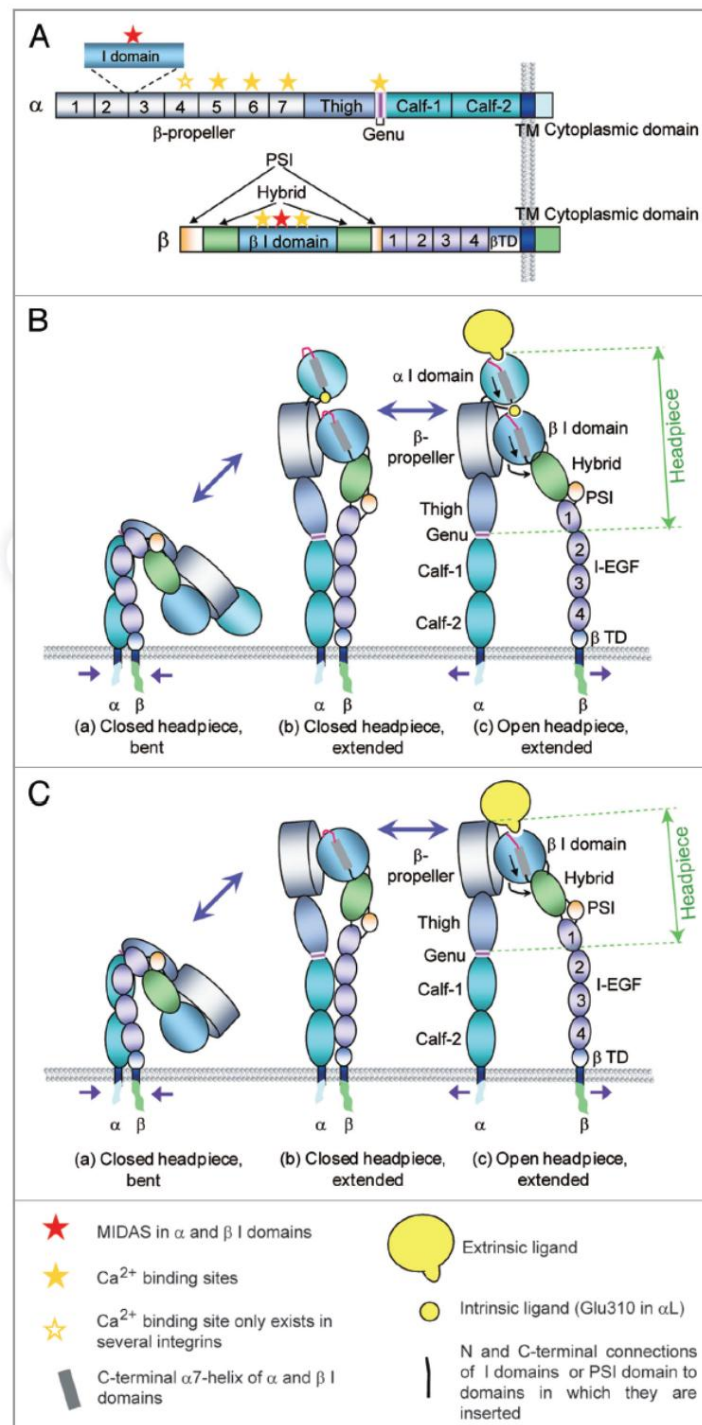 A
I domain
α 1 2 3 4 5 6 7 Thigh Calf-1 Calf-2
β-propeller Genu TM Cytoplasmic domain
PSI
Hybrid
TM Cytoplasmic domain
β β I domain 1 2 3 4 βTD
B
α I domain
β-
propeller
β I domain
Hybrid
Headpiece
PSI
Thigh
Genu
1
Calf-1
2
I-EGF
3
Calf-2
4
β TD
α β α β α β
(a) Closed headpiece,
bent
(b) Closed headpiece,
extended
(c) Open headpiece,
extended
C
β-
propeller
β I domain
Hybrid
Headpiece
PSI
Thigh
1
Genu
2
Calf-1
I-EGF
3
Calf-2
4
β TD
α β α β α β
(a) Closed headpiece,
bent
(b) Closed headpiece,
extended
(c) Open headpiece,
extended
MIDAS in α and β I domains
Ca2+ binding sites
Ca2+ binding site only exists in
several integrins
C-terminal α7-helix of α and β I
domains
Extrinsic ligand
Intrinsic ligand (Glu310 in αL)
N and C-terminal connections
of I domains or PSI domain to
domains in which they are
inserted